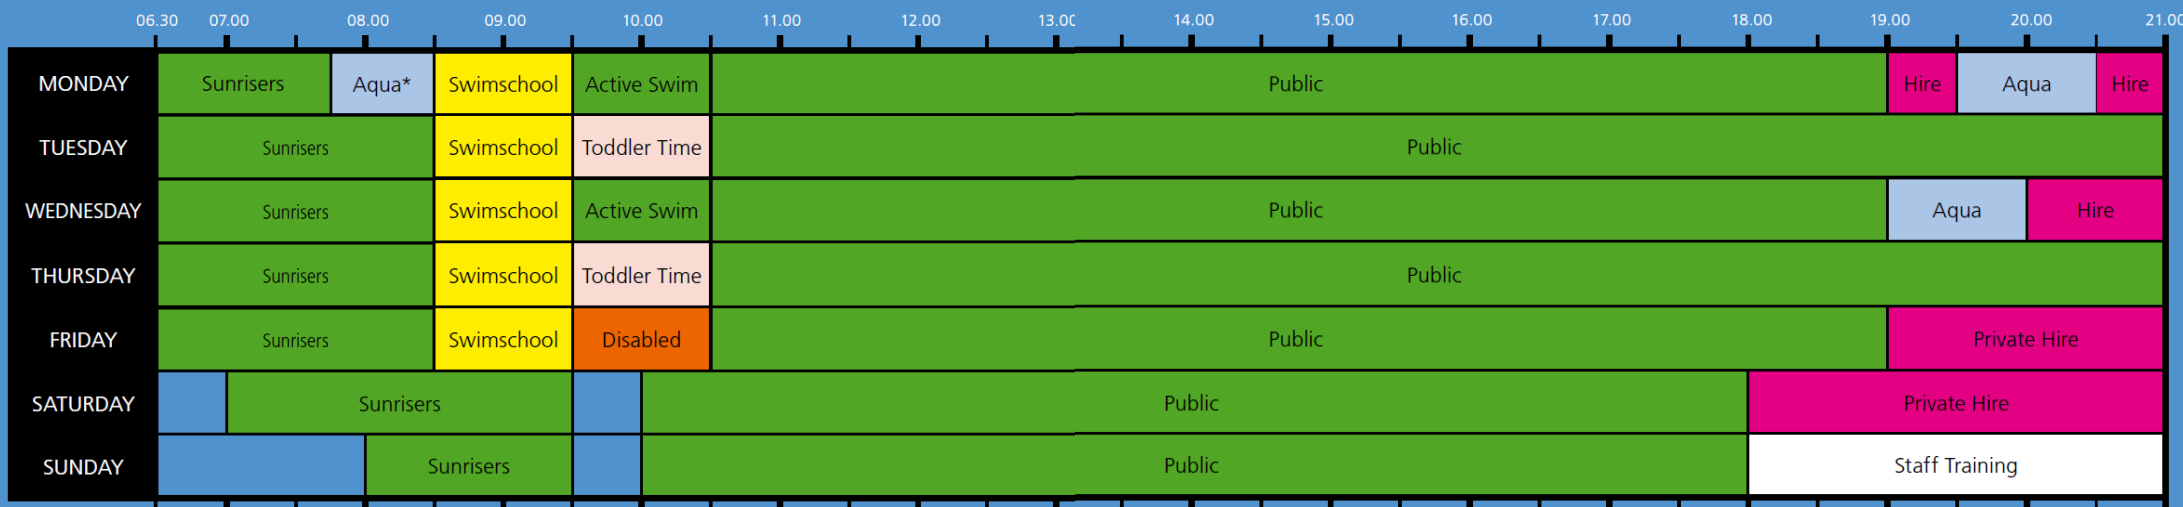 06.30 07.00 08.00 09.00 10.00 11.00 12.00 13.00 14.00 15.00 16.00 17.00 18.00 19.00 20.00 21.00
MONDAY Sunrisers Aqua* Swimschool Active Swim Public Hire Aqua Hire
TUESDAY Sunrisers Swimschool Toddler Time Public
WEDNESDAY Sunrisers Swimschool Active Swim Public Aqua Hire
THURSDAY Sunrisers Swimschool Toddler Time Public
FRIDAY Sunrisers Swimschool Disabled Public Private Hire
SATURDAY Sunrisers Public Private Hire
SUNDAY Sunrisers Public Staff Training